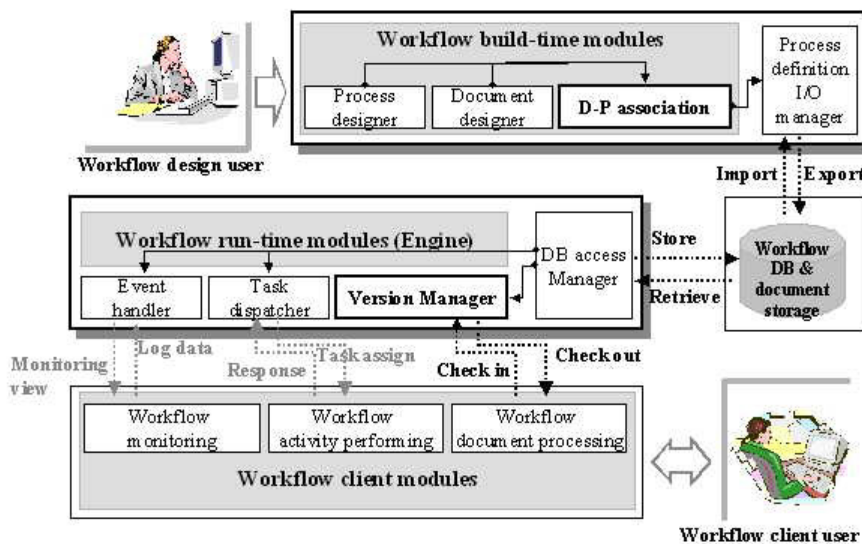 Workflow build-time modules
Process
designer
Document
designer
D-P association
Process
definition
I/O
manager
Workflow design user
Import
Export
Workflow run-time modules (Engine)
Event
handler
Task
dispatcher
Version Manager
DB access
Manager
Store
Retrieve
Workflow
DB &
document
storage
Monitoring
view
Log data
Response
Task assign
Check in
Check out
Workflow
monitoring
Workflow
activity performing
Workflow
document processing
Workflow client modules
Workflow client user